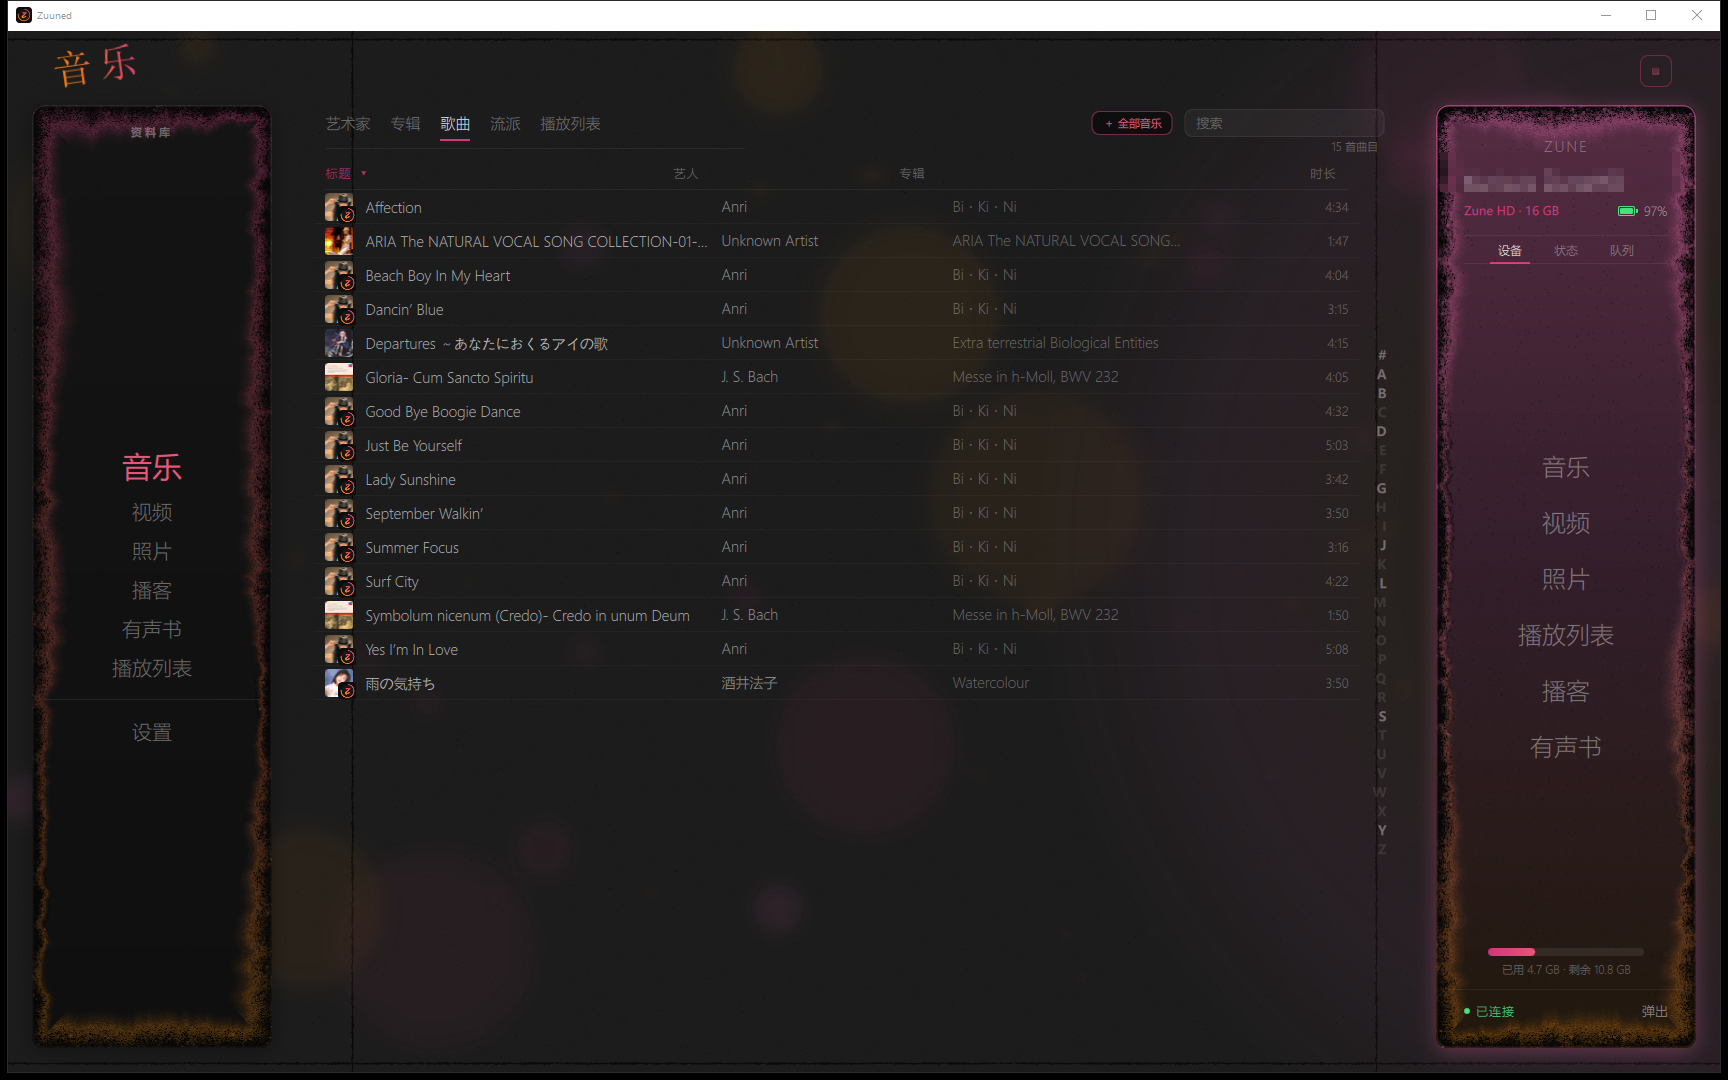 Zuuned
音乐
资料库
音乐
视频
照片
播客
有声书
播放列表
设置
艺术家 专辑 歌曲 流派 播放列表
+ 全部音乐 搜索
15 首曲目
标题 ▼ 艺人 专辑 时长
Affection Anri Bi・Ki・Ni 4:34
ARIA The NATURAL VOCAL SONG COLLECTION-01-... Unknown Artist ARIA The NATURAL VOCAL SONG... 1:47
Beach Boy In My Heart Anri Bi・Ki・Ni 4:04
Dancin’ Blue Anri Bi・Ki・Ni 3:15
Departures ~あなたにおくるアイの歌 Unknown Artist Extra terrestrial Biological Entities 4:15
Gloria- Cum Sancto Spiritu J. S. Bach Messe in h-Moll, BWV 232 4:05
Good Bye Boogie Dance Anri Bi・Ki・Ni 4:32
Just Be Yourself Anri Bi・Ki・Ni 5:03
Lady Sunshine Anri Bi・Ki・Ni 3:42
September Walkin’ Anri Bi・Ki・Ni 3:50
Summer Focus Anri Bi・Ki・Ni 3:16
Surf City Anri Bi・Ki・Ni 4:22
Symbolum nicenum (Credo)- Credo in unum Deum J. S. Bach Messe in h-Moll, BWV 232 1:50
Yes I’m In Love Anri Bi・Ki・Ni 5:08
雨の気持ち 酒井法子 Watercolour 3:50
#
A
B
C
D
E
F
G
H
I
J
K
L
M
N
O
P
Q
R
S
T
U
V
W
X
Y
Z
ZUNE
Zune HD · 16 GB 97%
设备 状态 队列
音乐
视频
照片
播放列表
播客
有声书
已用 4.7 GB · 剩余 10.8 GB
已连接 弹出